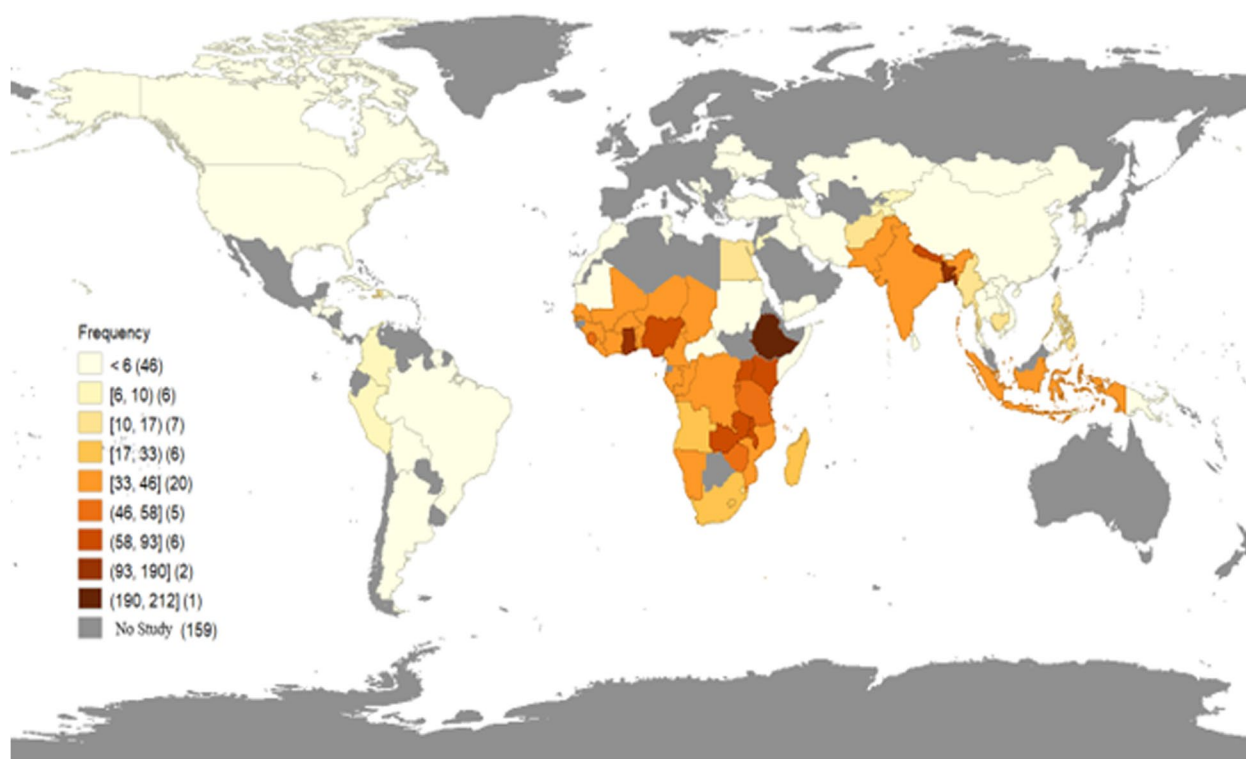 Frequency
< 6 (46)
[6, 10) (6)
[10, 17) (7)
[17, 33) (6)
[33, 46] (20)
(46, 58] (5)
(58, 93] (6)
(93, 190] (2)
(190, 212] (1)
No Study (159)